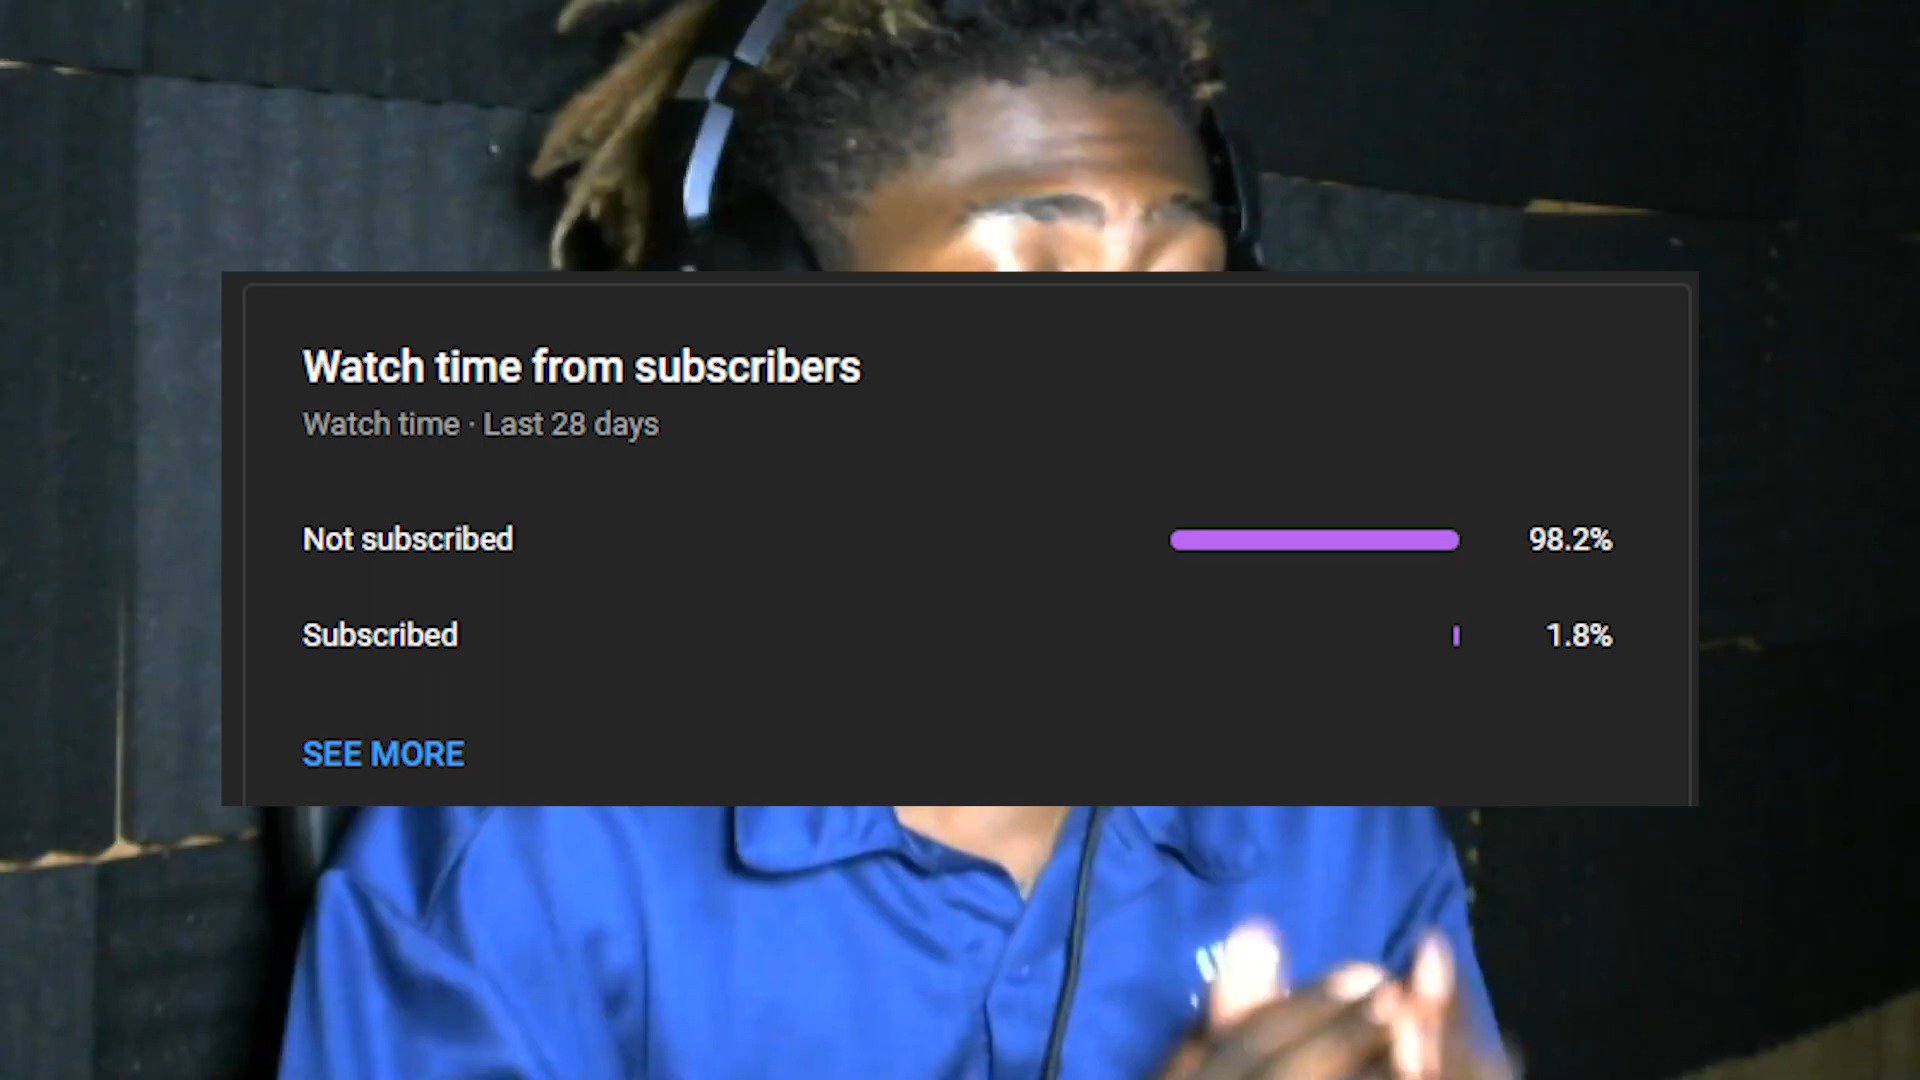 Watch time from subscribers
Watch time · Last 28 days
Not subscribed 98.2%
Subscribed 1.8%
SEE MORE